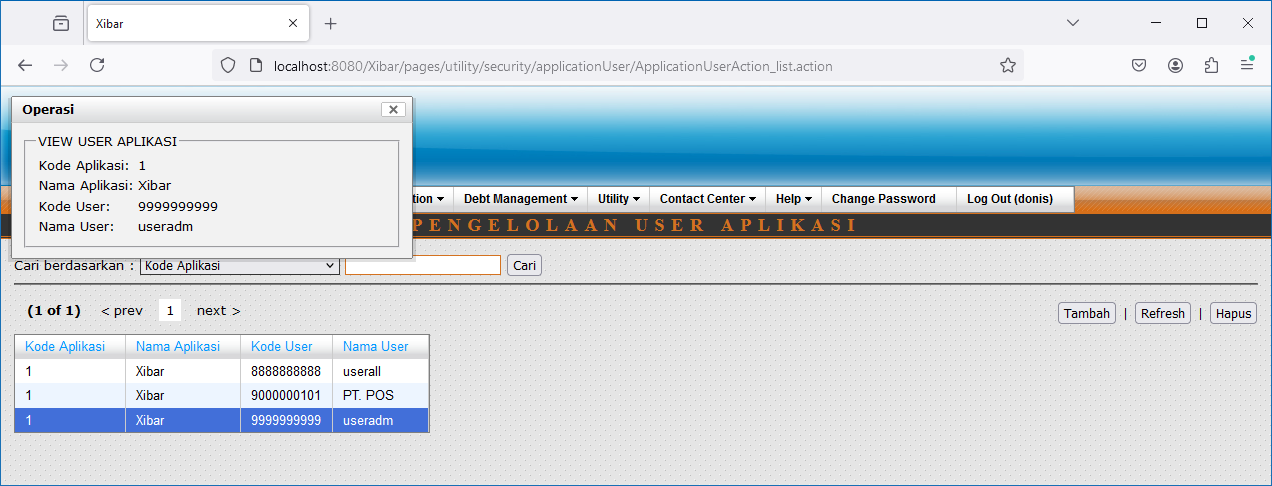 Xibar
localhost:8080/Xibar/pages/utility/security/applicationUser/ApplicationUserAction_list.action
Operasi
VIEW USER APLIKASI
Kode Aplikasi: 1
Nama Aplikasi: Xibar
Kode User: 9999999999
Nama User: useradm
tion Debt Management Utility Contact Center Help Change Password Log Out (donis)
PENGELOLAAN USER APLIKASI
Cari berdasarkan : Kode Aplikasi Cari
(1 of 1) < prev 1 next > Tambah | Refresh | Hapus
Kode Aplikasi Nama Aplikasi Kode User Nama User
1 Xibar 8888888888 userall
1 Xibar 9000000101 PT. POS
1 Xibar 9999999999 useradm